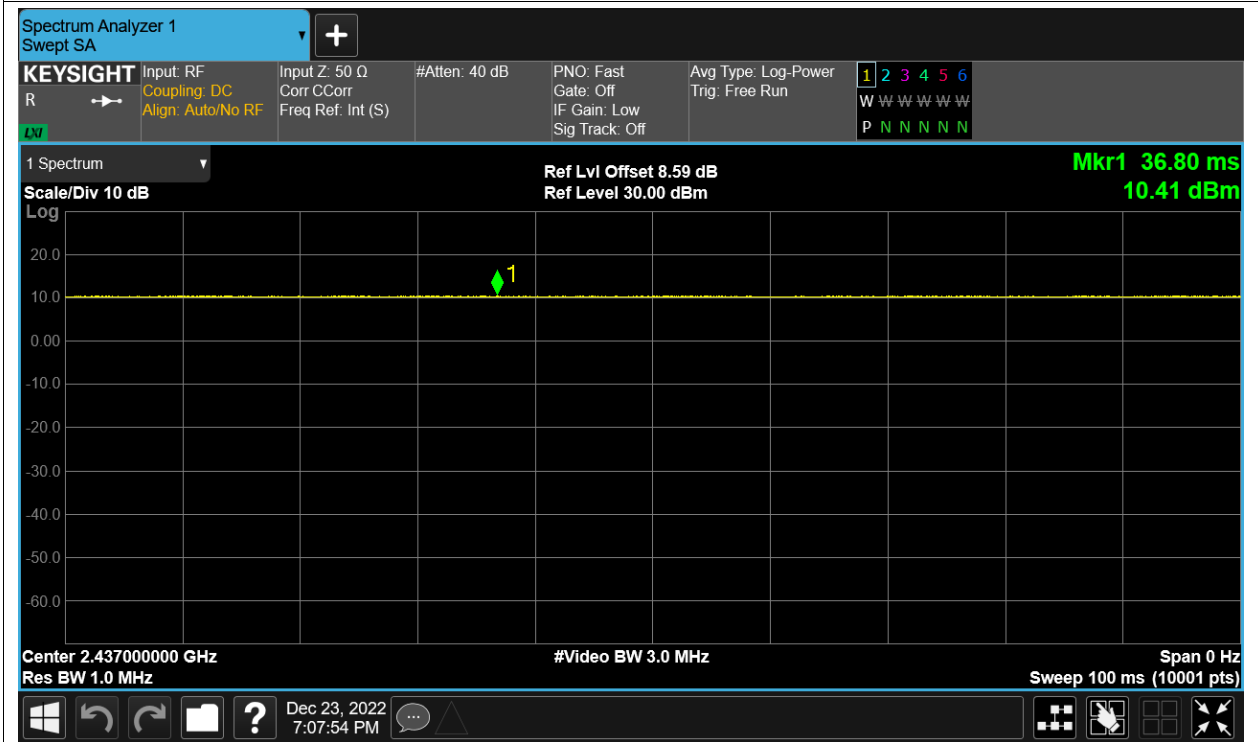 Spectrum Analyzer 1
Swept SA
KEYSIGHT
R
LXI
Input: RF
Coupling: DC
Align: Auto/No RF
Input Z: 50 Ω
Corr CCorr
Freq Ref: Int (S)
#Atten: 40 dB
PNO: Fast
Gate: Off
IF Gain: Low
Sig Track: Off
Avg Type: Log-Power
Trig: Free Run
1 2 3 4 5 6
W W W W W W
P N N N N N
1 Spectrum
Scale/Div 10 dB
Log
Ref Lvl Offset 8.59 dB
Ref Level 30.00 dBm
Mkr1 36.80 ms
10.41 dBm
1
20.0
10.0
0.00
-10.0
-20.0
-30.0
-40.0
-50.0
-60.0
Center 2.437000000 GHz
#Video BW 3.0 MHz
Span 0 Hz
Res BW 1.0 MHz
Sweep 100 ms (10001 pts)
?
Dec 23, 2022
7:07:54 PM